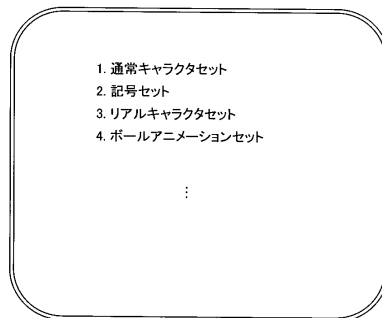 1. 通常キャラクタセット
2. 記号セット
3. リアルキャラクタセット
4. ボールアニメーションセット
⋮